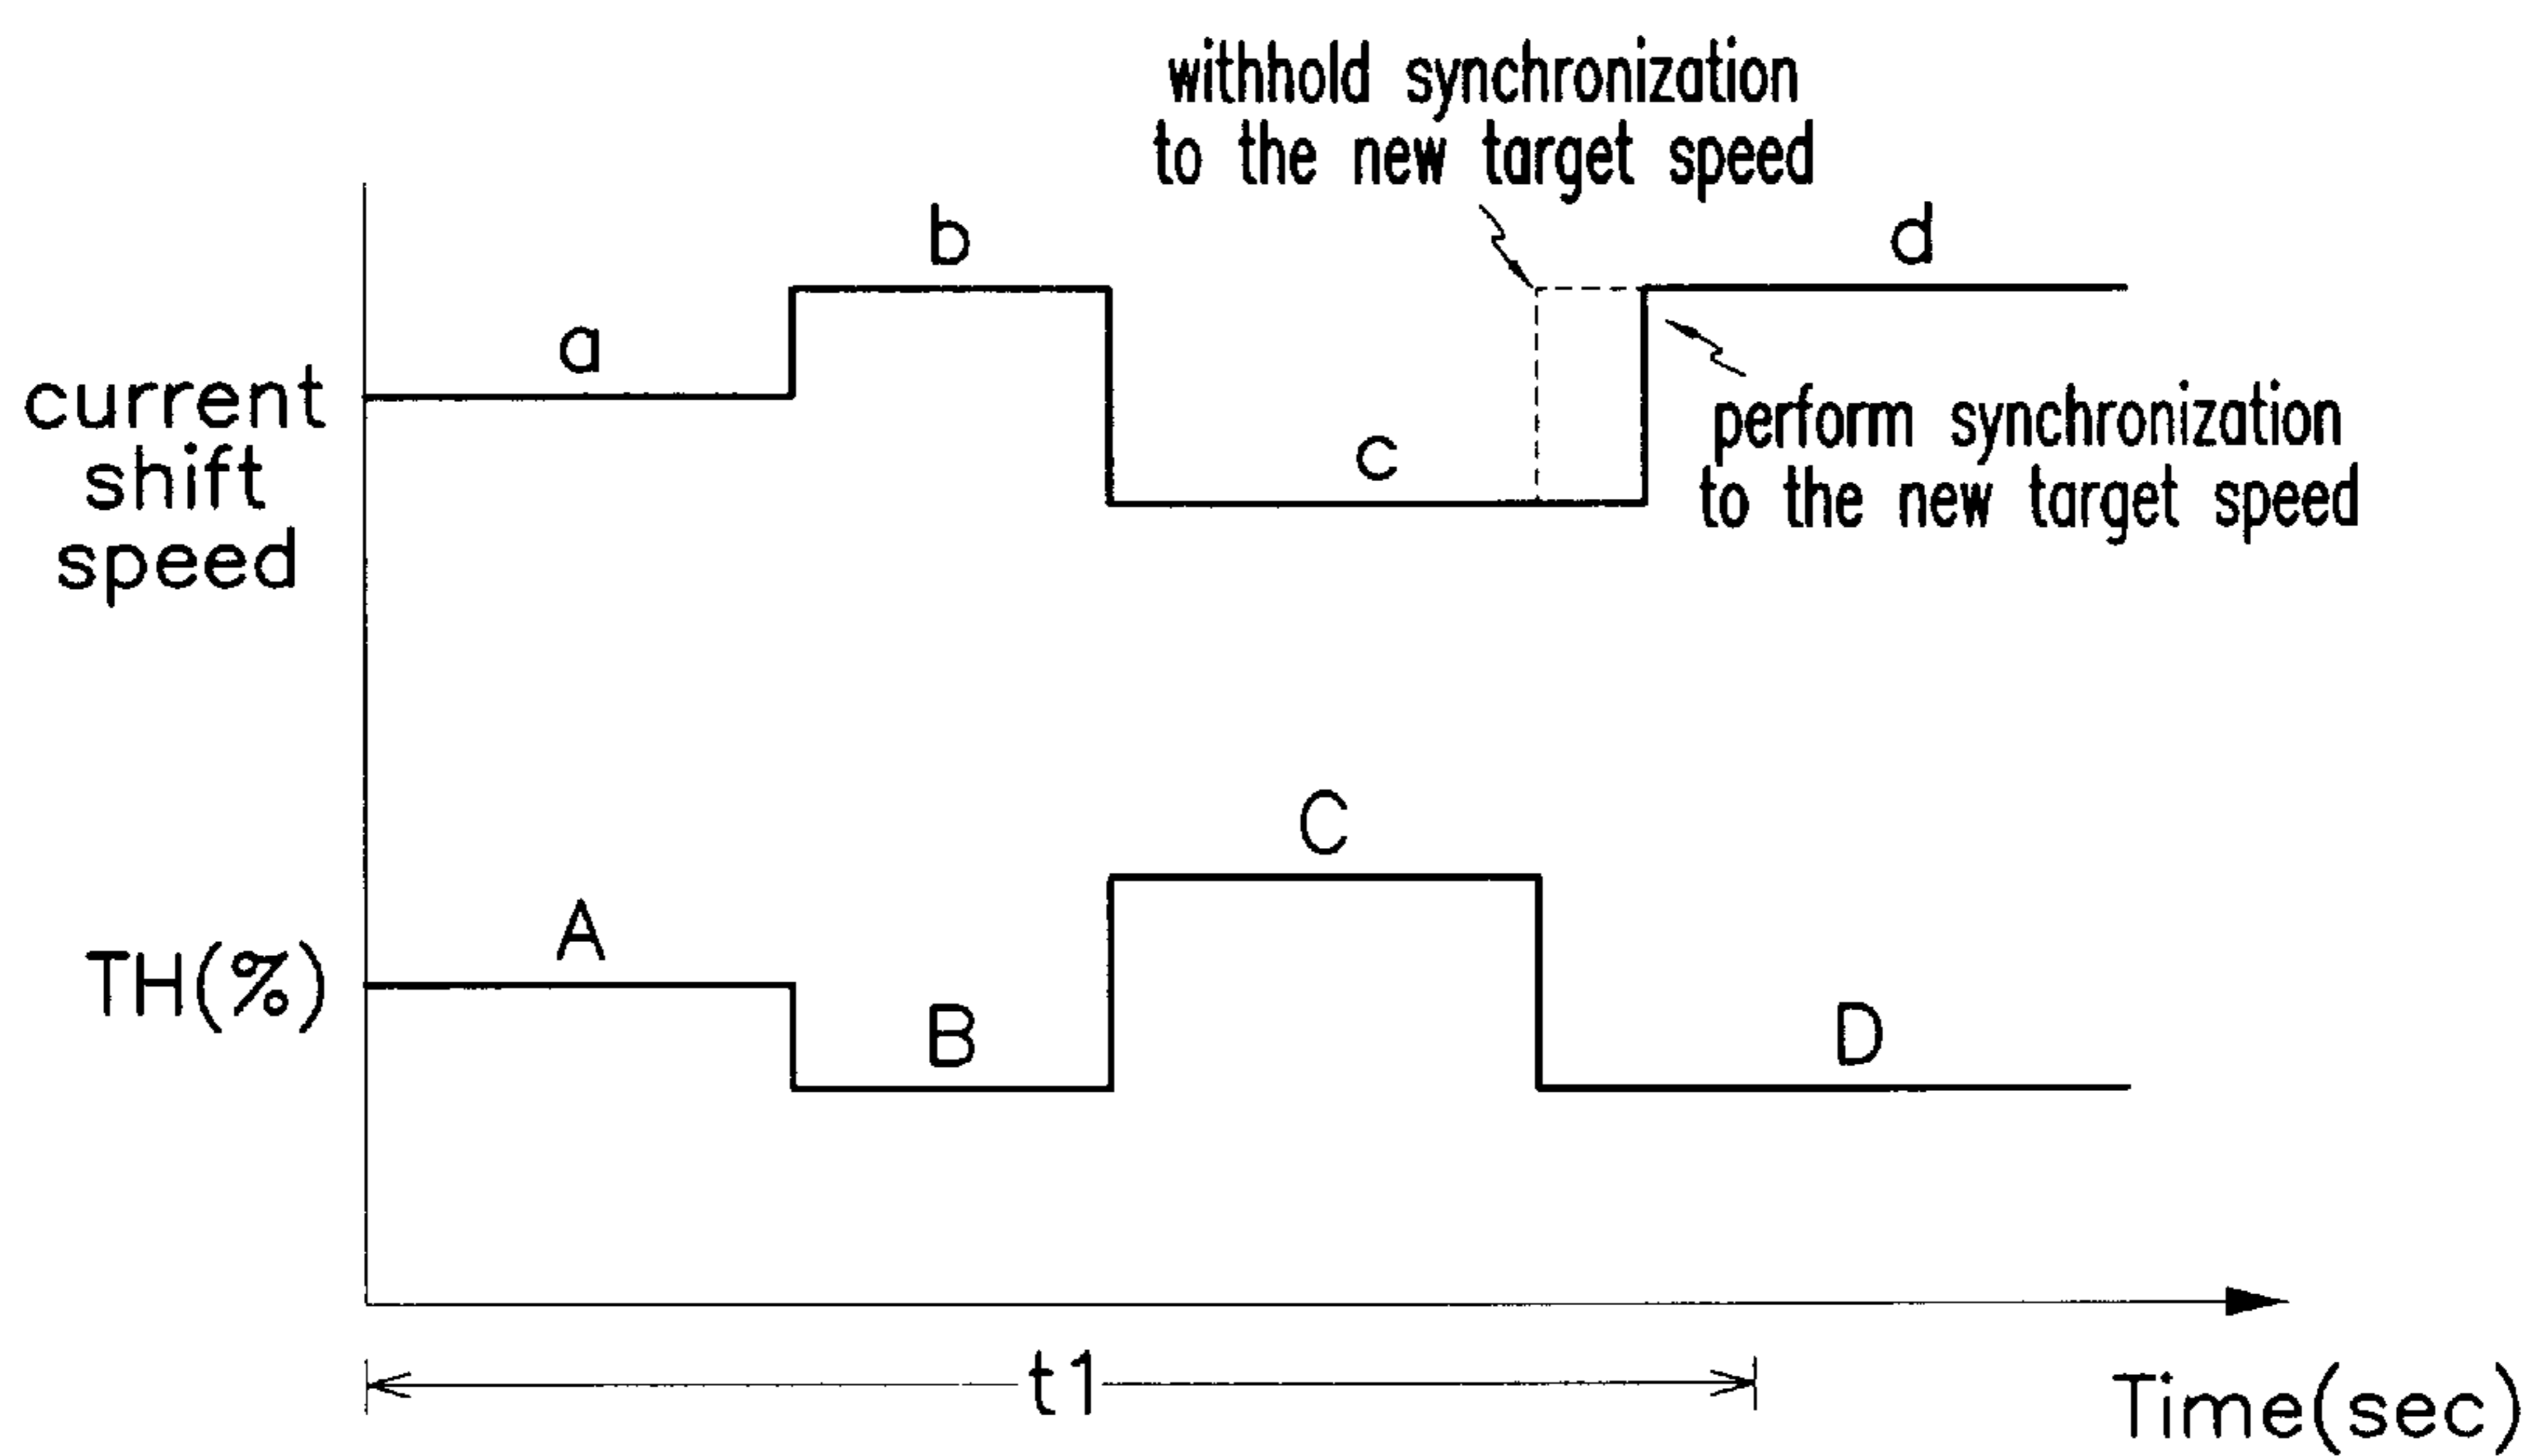 withhold synchronization
to the new target speed
b
d
a
current
shift
speed
c
perform synchronization
to the new target speed
C
A
TH(%)
B
D
t1
Time(sec)